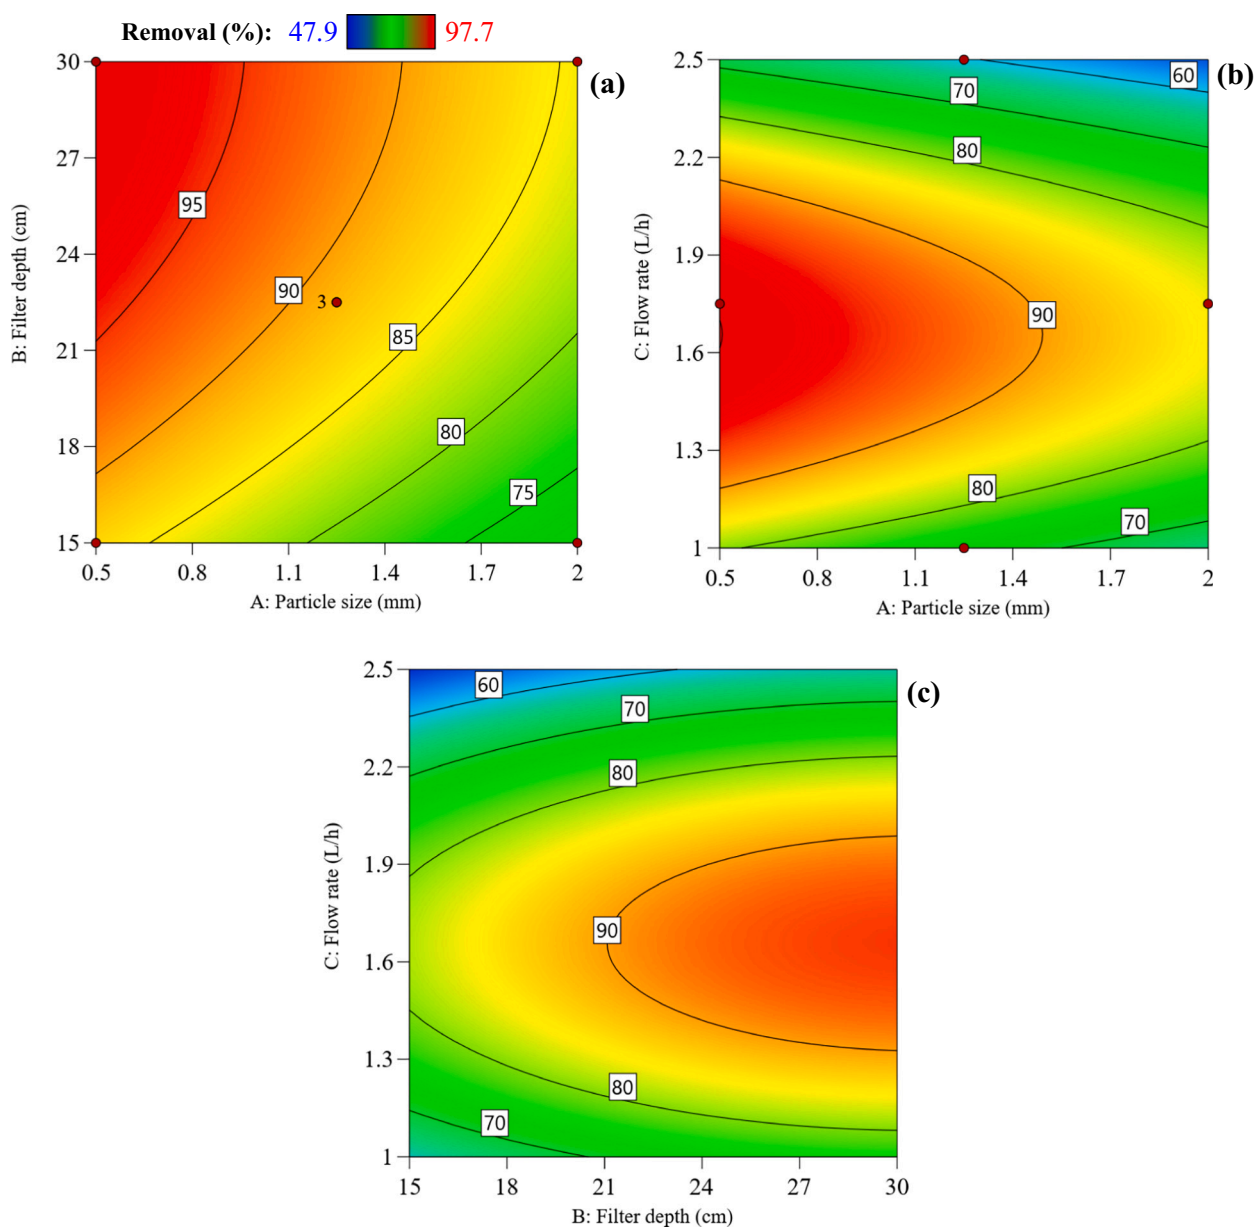 Removal (%): 47.9 97.7
(a)
30
27
24
21
18
15
B: Filter depth (cm)
95
90
3
85
80
75
0.5 0.8 1.1 1.4 1.7 2
A: Particle size (mm)
(b)
2.5
2.2
1.9
1.6
1.3
1
C: Flow rate (L/h)
60
70
80
90
80
70
0.5 0.8 1.1 1.4 1.7 2
A: Particle size (mm)
(c)
2.5
2.2
1.9
1.6
1.3
1
C: Flow rate (L/h)
60
70
80
90
80
70
15 18 21 24 27 30
B: Filter depth (cm)